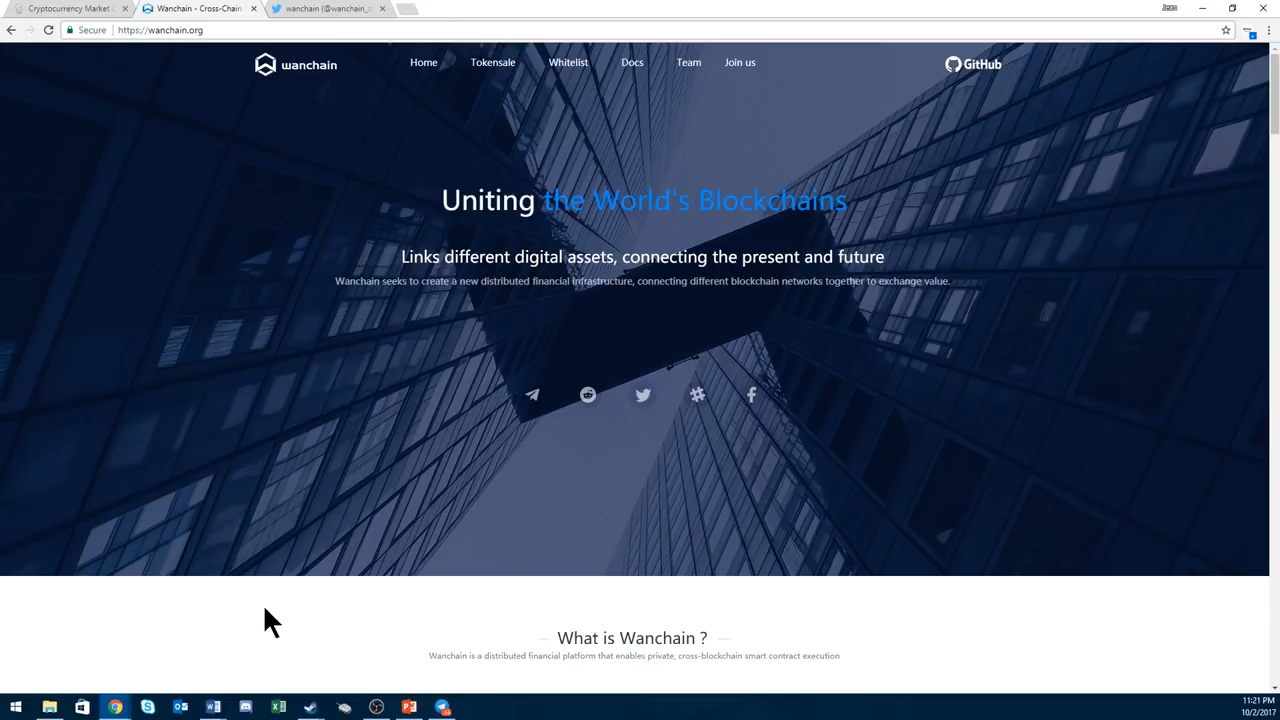 Cryptocurrency Market C
Wanchain - Cross-Chain
wanchain (@wanchain_o
Secure
https://wanchain.org
wanchain
Home
Tokensale
Whitelist
Docs
Team
Join us
GitHub
Uniting the World's Blockchains
Links different digital assets, connecting the present and future
Wanchain seeks to create a new distributed financial infrastructure, connecting different blockchain networks together to exchange value.
What is Wanchain ?
Wanchain is a distributed financial platform that enables private, cross-blockchain smart contract execution
11:21 PM
10/2/2017